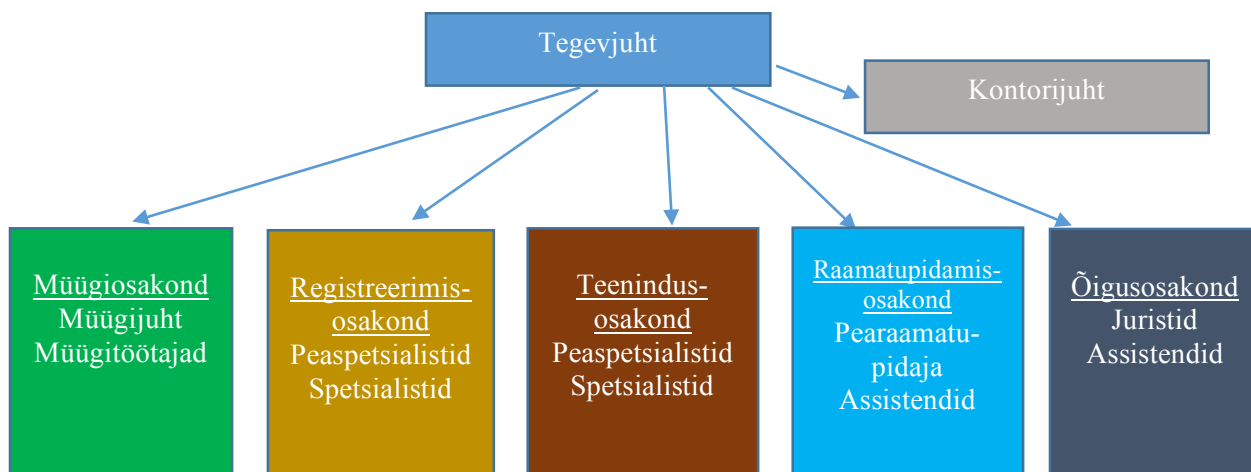 Tegevjuht
Kontorijuht
Müügiosakond
Müügijuht
Müügitöötajad
Registreerimis-
osakond
Peaspetsialistid
Spetsialistid
Teenindus-
osakond
Peaspetsialistid
Spetsialistid
Raamatupidamis-
osakond
Pearaamatu-
pidaja
Assistendid
Õigusosakond
Juristid
Assistendid